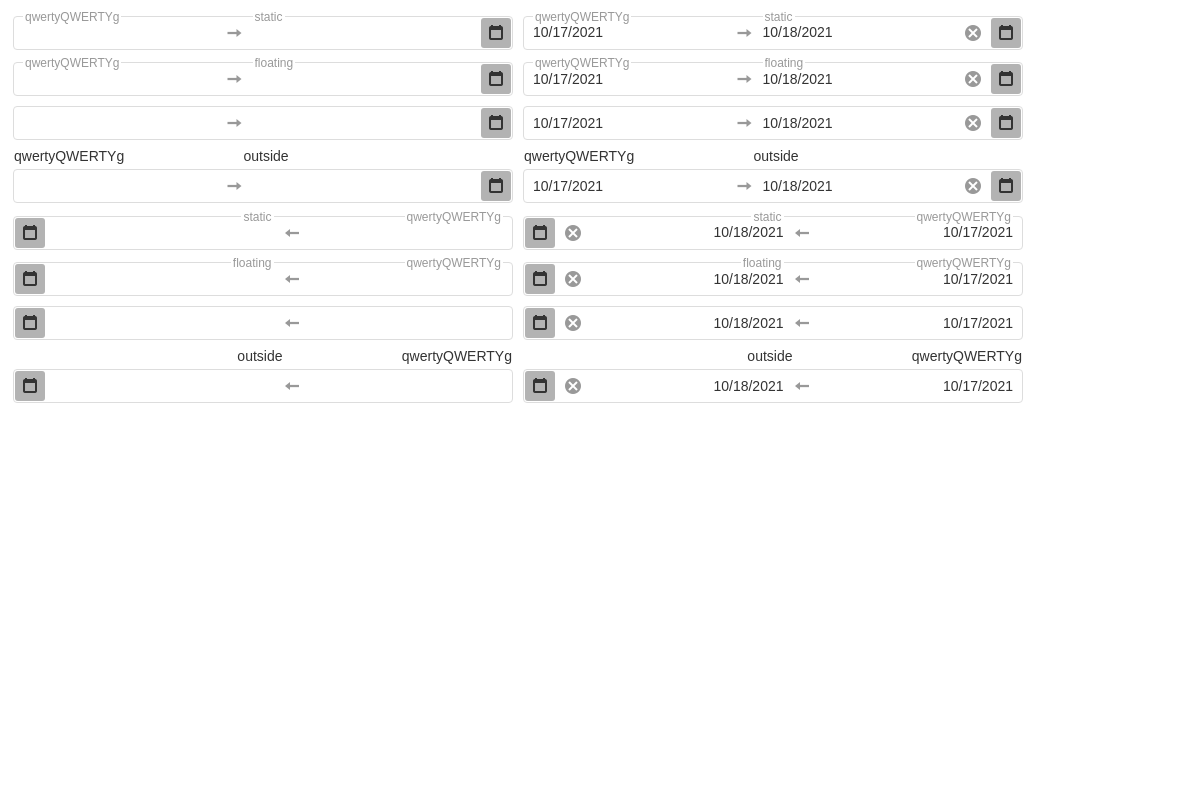 qwertyQWERTYg static qwertyQWERTYg static
10/17/2021 10/18/2021
qwertyQWERTYg floating qwertyQWERTYg floating
10/17/2021 10/18/2021
10/17/2021 10/18/2021
qwertyQWERTYg outside qwertyQWERTYg outside
10/17/2021 10/18/2021
static qwertyQWERTYg static qwertyQWERTYg
10/18/2021 10/17/2021
floating qwertyQWERTYg floating qwertyQWERTYg
10/18/2021 10/17/2021
10/18/2021 10/17/2021
outside qwertyQWERTYg outside qwertyQWERTYg
10/18/2021 10/17/2021